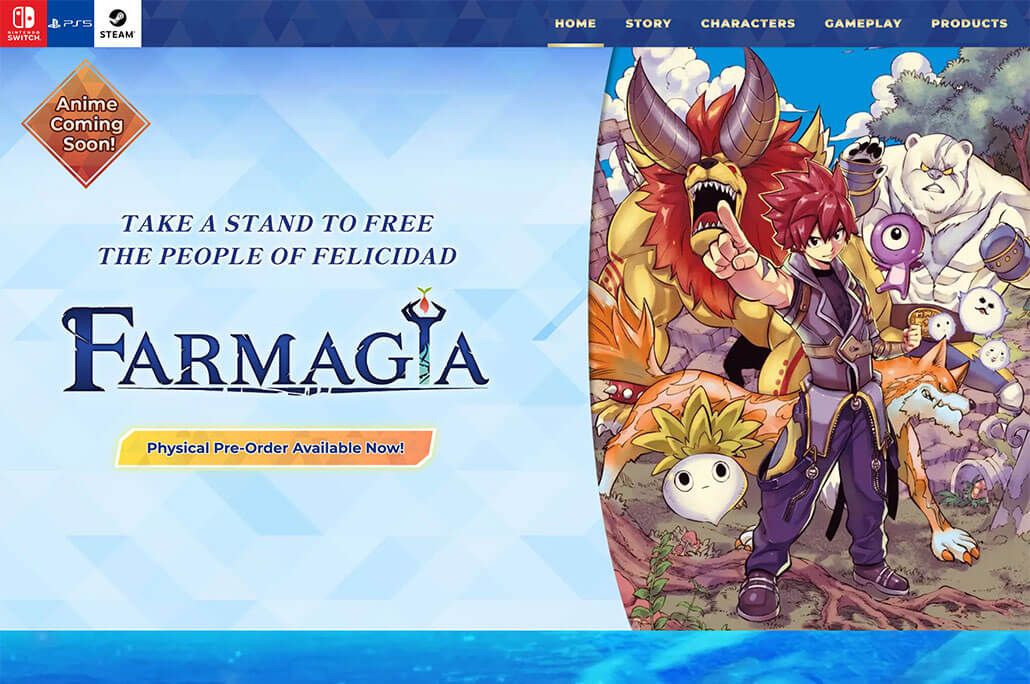 NINTENDO
SWITCH
PS5
STEAM
HOME
STORY
CHARACTERS
GAMEPLAY
PRODUCTS
Anime
Coming
Soon!
TAKE A STAND TO FREE
THE PEOPLE OF FELICIDAD
FARMAGIA
Physical Pre-Order Available Now!